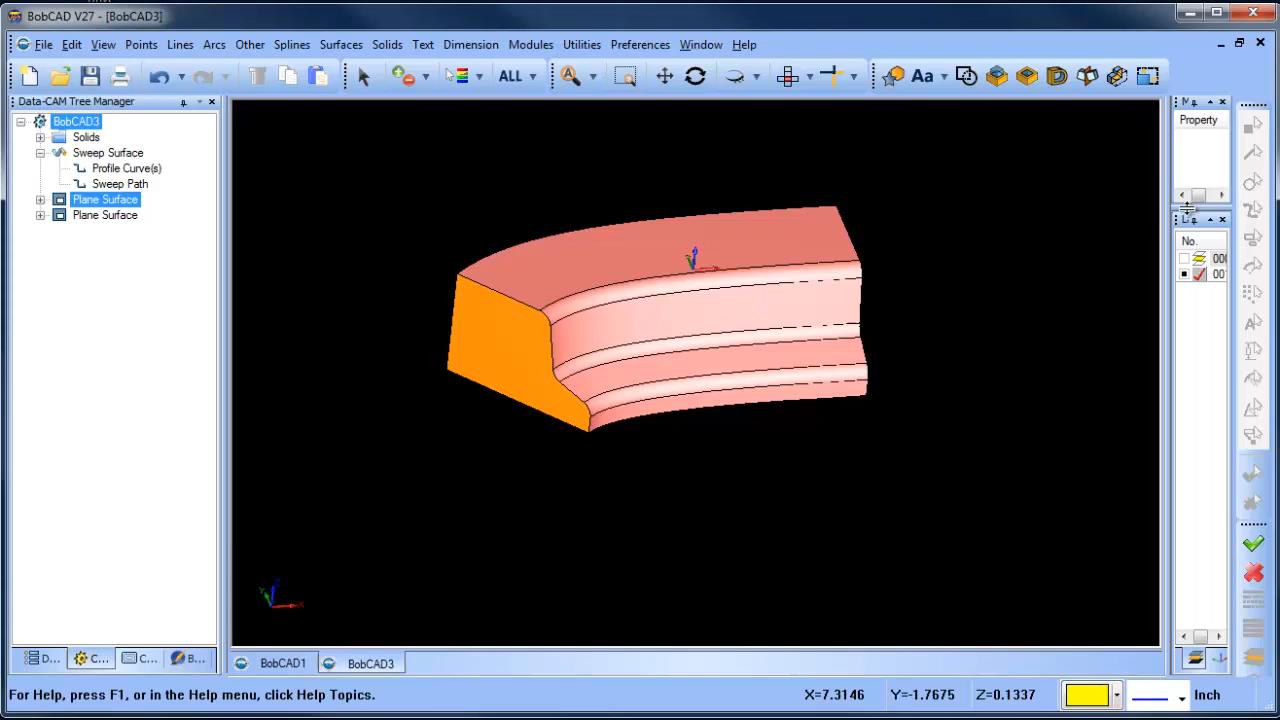 BobCAD V27 - [BobCAD3]
File Edit View Points Lines Arcs Other Splines Surfaces Solids Text Dimension Modules Utilities Preferences Window Help
ALL
Aa
Data-CAM Tree Manager
BobCAD3
Solids
Sweep Surface
Profile Curve(s)
Sweep Path
Plane Surface
Plane Surface
Property
No.
D...
C...
C...
B...
BobCAD1
BobCAD3
For Help, press F1, or in the Help menu, click Help Topics.
X=7.3146 Y=-1.7675 Z=0.1337
Inch